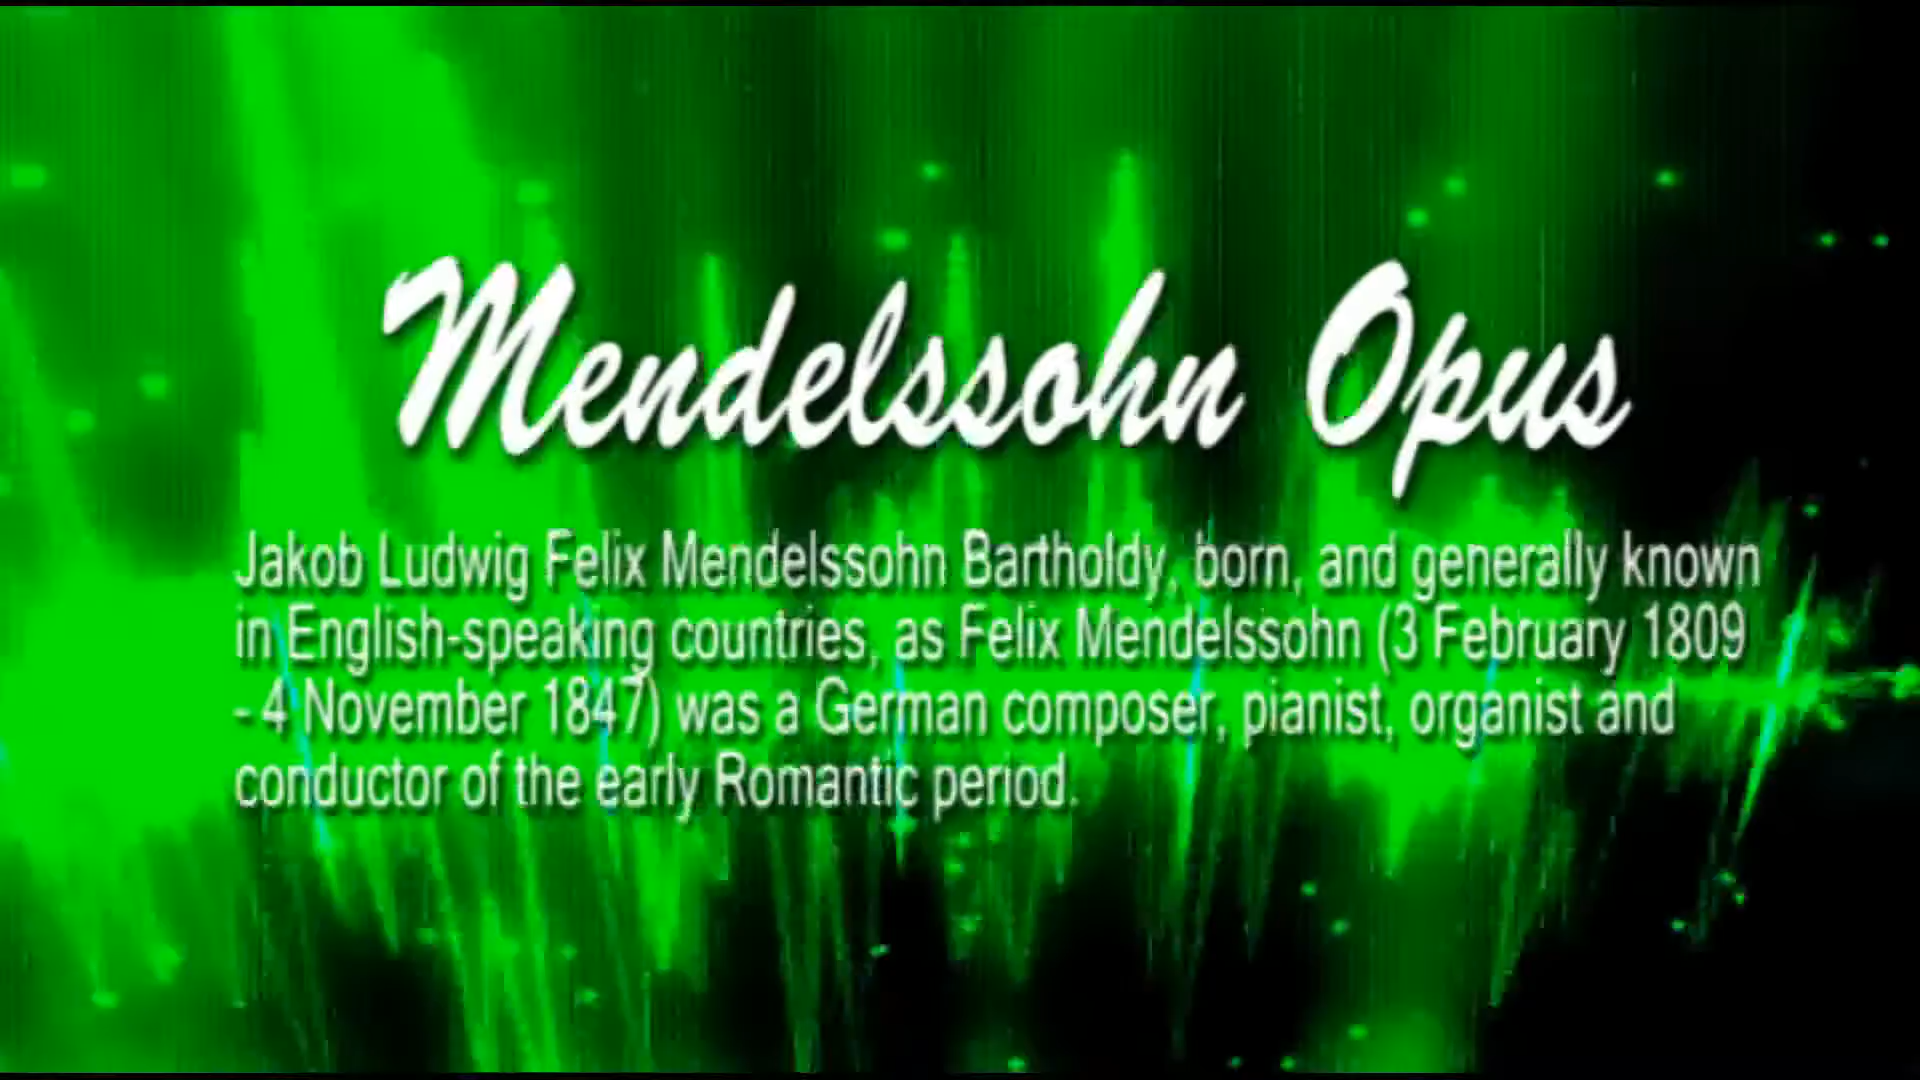 Mendelssohn Opus
Jakob Ludwig Felix Mendelssohn Bartholdy, born, and generally known
in English-speaking countries, as Felix Mendelssohn (3 February 1809
- 4 November 1847) was a German composer, pianist, organist and
conductor of the early Romantic period.